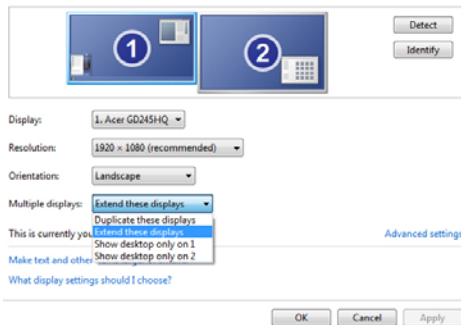 1
2
Detect
Identify
Display: 1. Acer GD245HQ
Resolution: 1920 × 1080 (recommended)
Orientation: Landscape
Multiple displays: Extend these displays
Duplicate these displays
This is currently you Extend these displays Advanced settings
Show desktop only on 1
Make text and other Show desktop only on 2
What display settings should I choose?
OK Cancel Apply